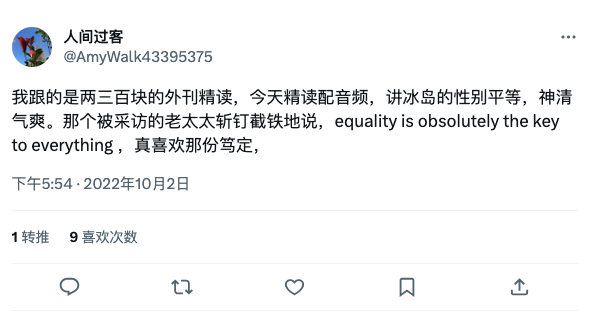 人间过客
@AmyWalk43395375
我跟的是两三百块的外刊精读，今天精读配音频，讲冰岛的性别平等，神清
气爽。那个被采访的老太太斩钉截铁地说，equality is obsolutely the key
to everything ，真喜欢那份笃定，
下午5:54 · 2022年10月2日
1 转推 9 喜欢次数